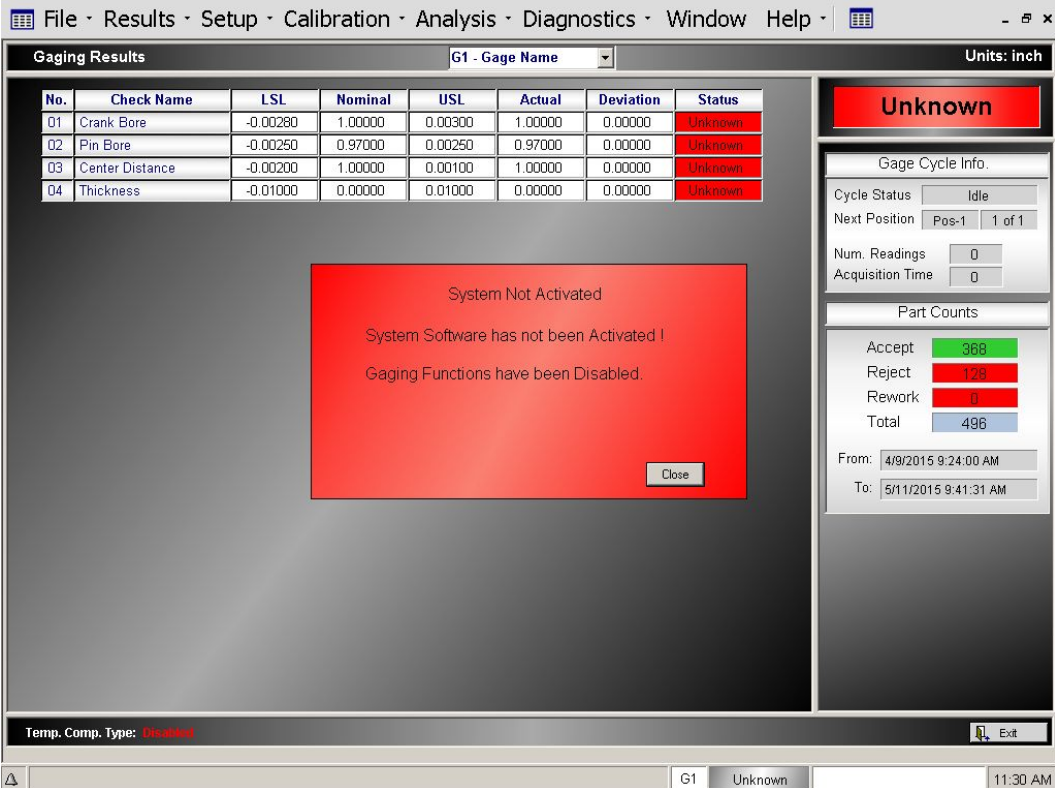 File Results Setup Calibration Analysis Diagnostics Window Help
Gaging Results G1 - Gage Name Units: inch
No. Check Name LSL Nominal USL Actual Deviation Status
01 Crank Bore -0.00280 1.00000 0.00300 1.00000 0.00000 Unknown
02 Pin Bore -0.00250 0.97000 0.00250 0.97000 0.00000 Unknown
03 Center Distance -0.00200 1.00000 0.00100 1.00000 0.00000 Unknown
04 Thickness -0.01000 0.00000 0.01000 0.00000 0.00000 Unknown
System Not Activated
System Software has not been Activated !
Gaging Functions have been Disabled.
Close
Unknown
Gage Cycle Info.
Cycle Status Idle
Next Position Pos-1 1 of 1
Num. Readings 0
Acquisition Time 0
Part Counts
Accept 368
Reject 128
Rework 0
Total 496
From: 4/9/2015 9:24:00 AM
To: 5/11/2015 9:41:31 AM
Temp. Comp. Type: Disabled Exit
G1 Unknown 11:30 AM